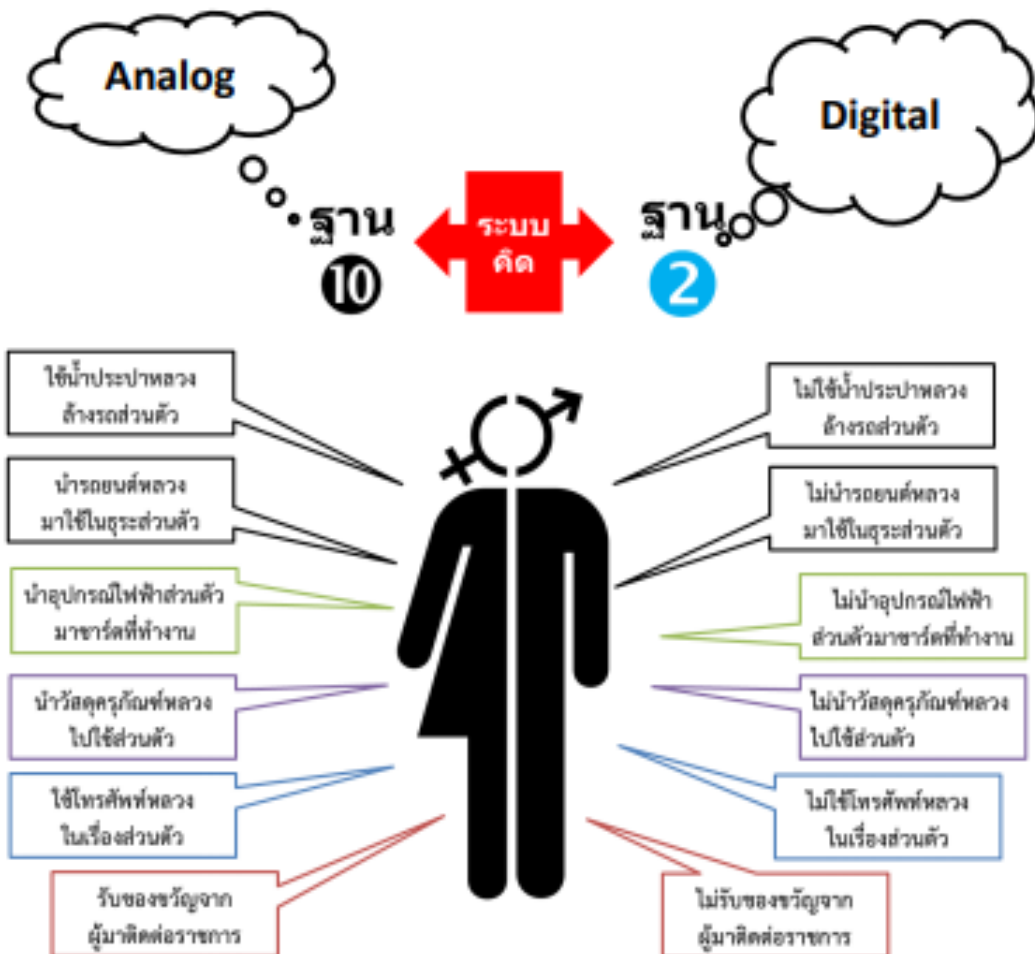 Analog
Digital
ฐาน
10
ระบบ
คิด
ฐาน
2
ใช้น้ำประปาหลวง
ล้างรถส่วนตัว
นำรถยนต์หลวง
มาใช้ในธุระส่วนตัว
นำอุปกรณ์ไฟฟ้าส่วนตัว
มาชาร์ตที่ทำงาน
นำวัสดุครุภัณฑ์หลวง
ไปใช้ส่วนตัว
ใช้โทรศัพท์หลวง
ในเรื่องส่วนตัว
รับของขวัญจาก
ผู้มาติดต่อราชการ
ไม่ใช้น้ำประปาหลวง
ล้างรถส่วนตัว
ไม่นำรถยนต์หลวง
มาใช้ในธุระส่วนตัว
ไม่นำอุปกรณ์ไฟฟ้า
ส่วนตัวมาชาร์ตที่ทำงาน
ไม่นำวัสดุครุภัณฑ์หลวง
ไปใช้ส่วนตัว
ไม่ใช้โทรศัพท์หลวง
ในเรื่องส่วนตัว
ไม่รับของขวัญจาก
ผู้มาติดต่อราชการ